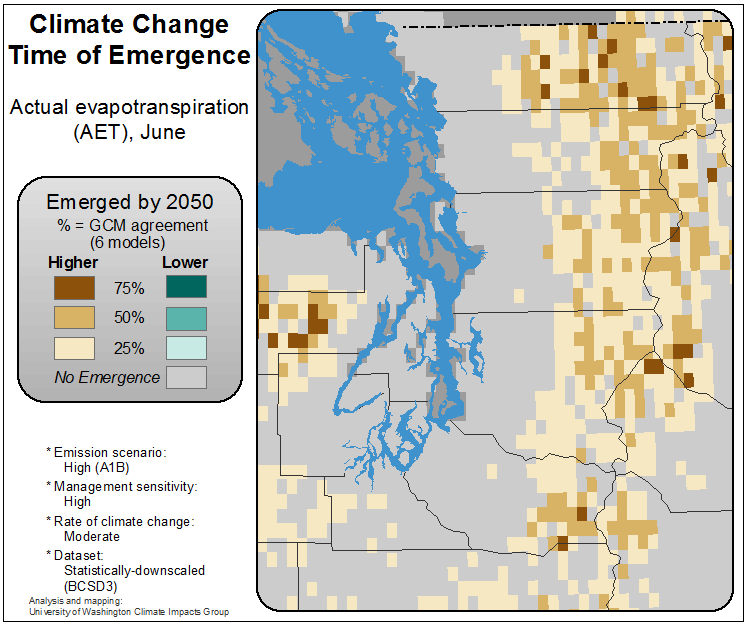 Climate Change
Time of Emergence
Actual evapotranspiration
(AET), June
Emerged by 2050
% = GCM agreement
(6 models)
Higher Lower
75%
50%
25%
No Emergence
* Emission scenario:
High (A1B)
* Management sensitivity:
High
* Rate of climate change:
Moderate
* Dataset:
Statistically-downscaled
(BCSD3)
Analysis and mapping:
University of Washington Climate Impacts Group